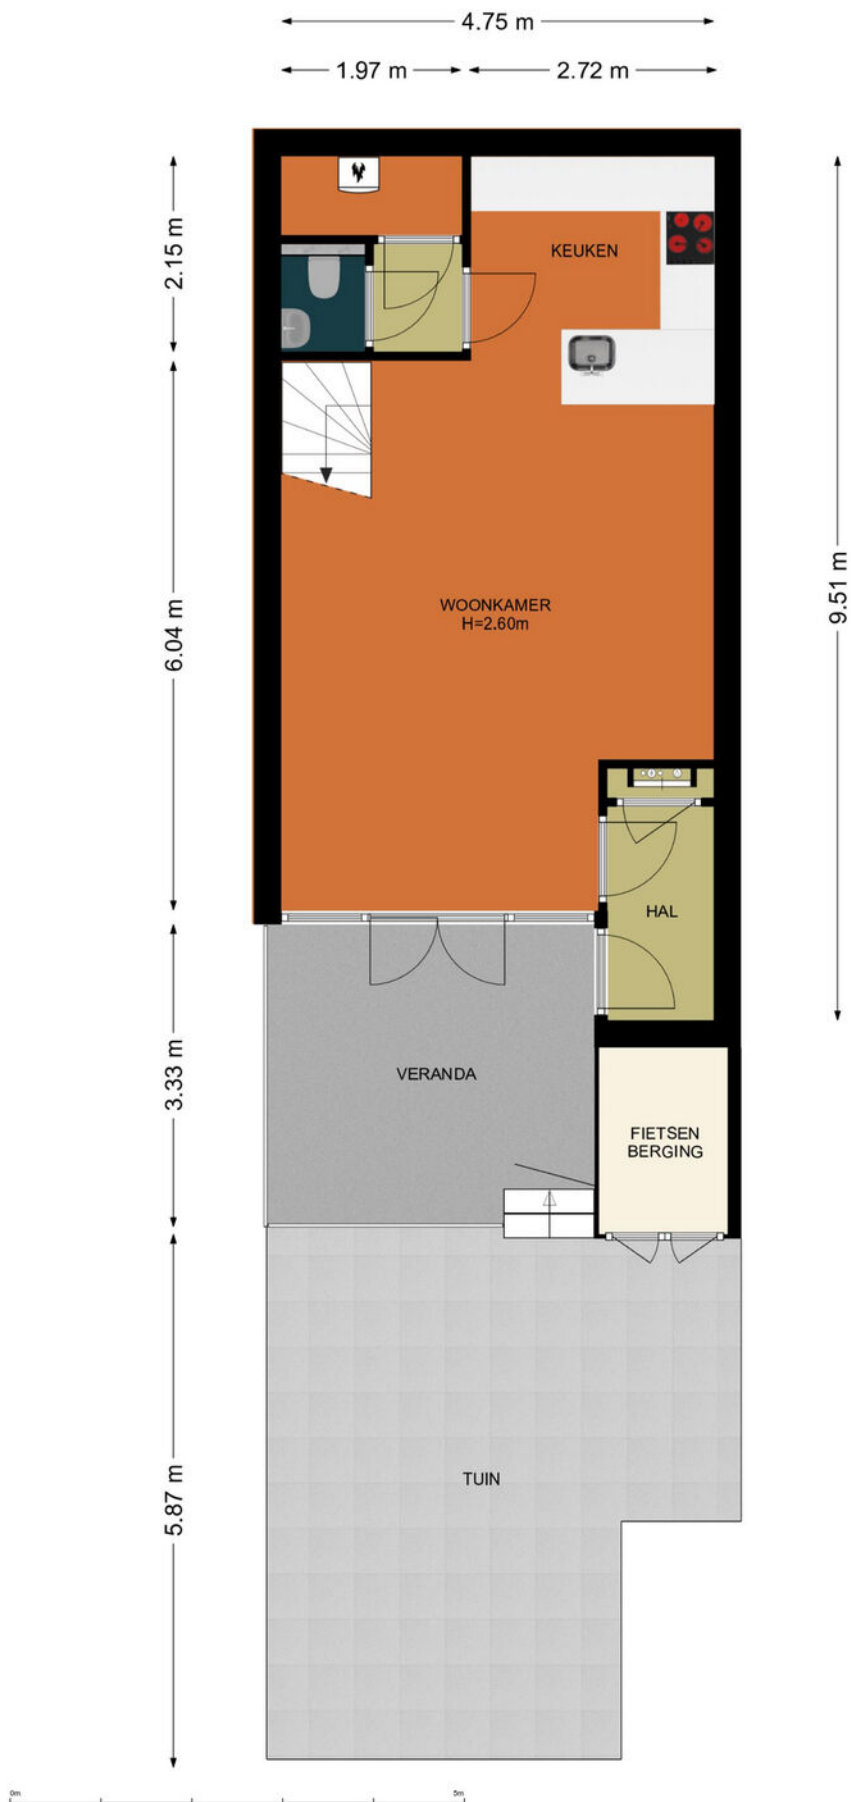 4.75 m
1.97 m
2.72 m
2.15 m
KEUKEN
9.51 m
6.04 m
WOONKAMER
H=2.60m
HAL
3.33 m
VERANDA
FIETSEN
BERGING
5.87 m
TUIN
0m
5m